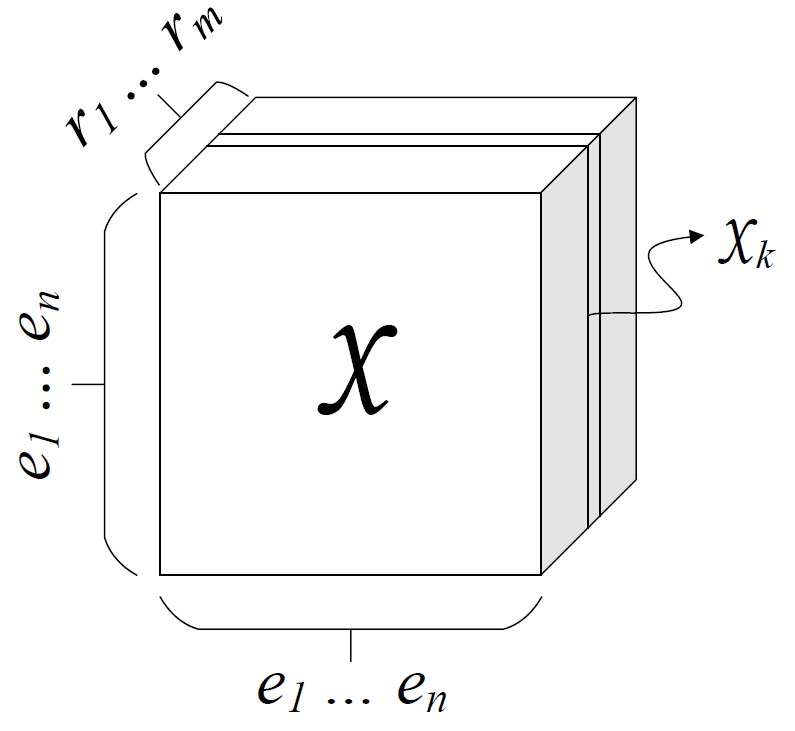 r₁ ... rₘ
e₁ ... eₙ
X
Xₖ
e₁ ... eₙ